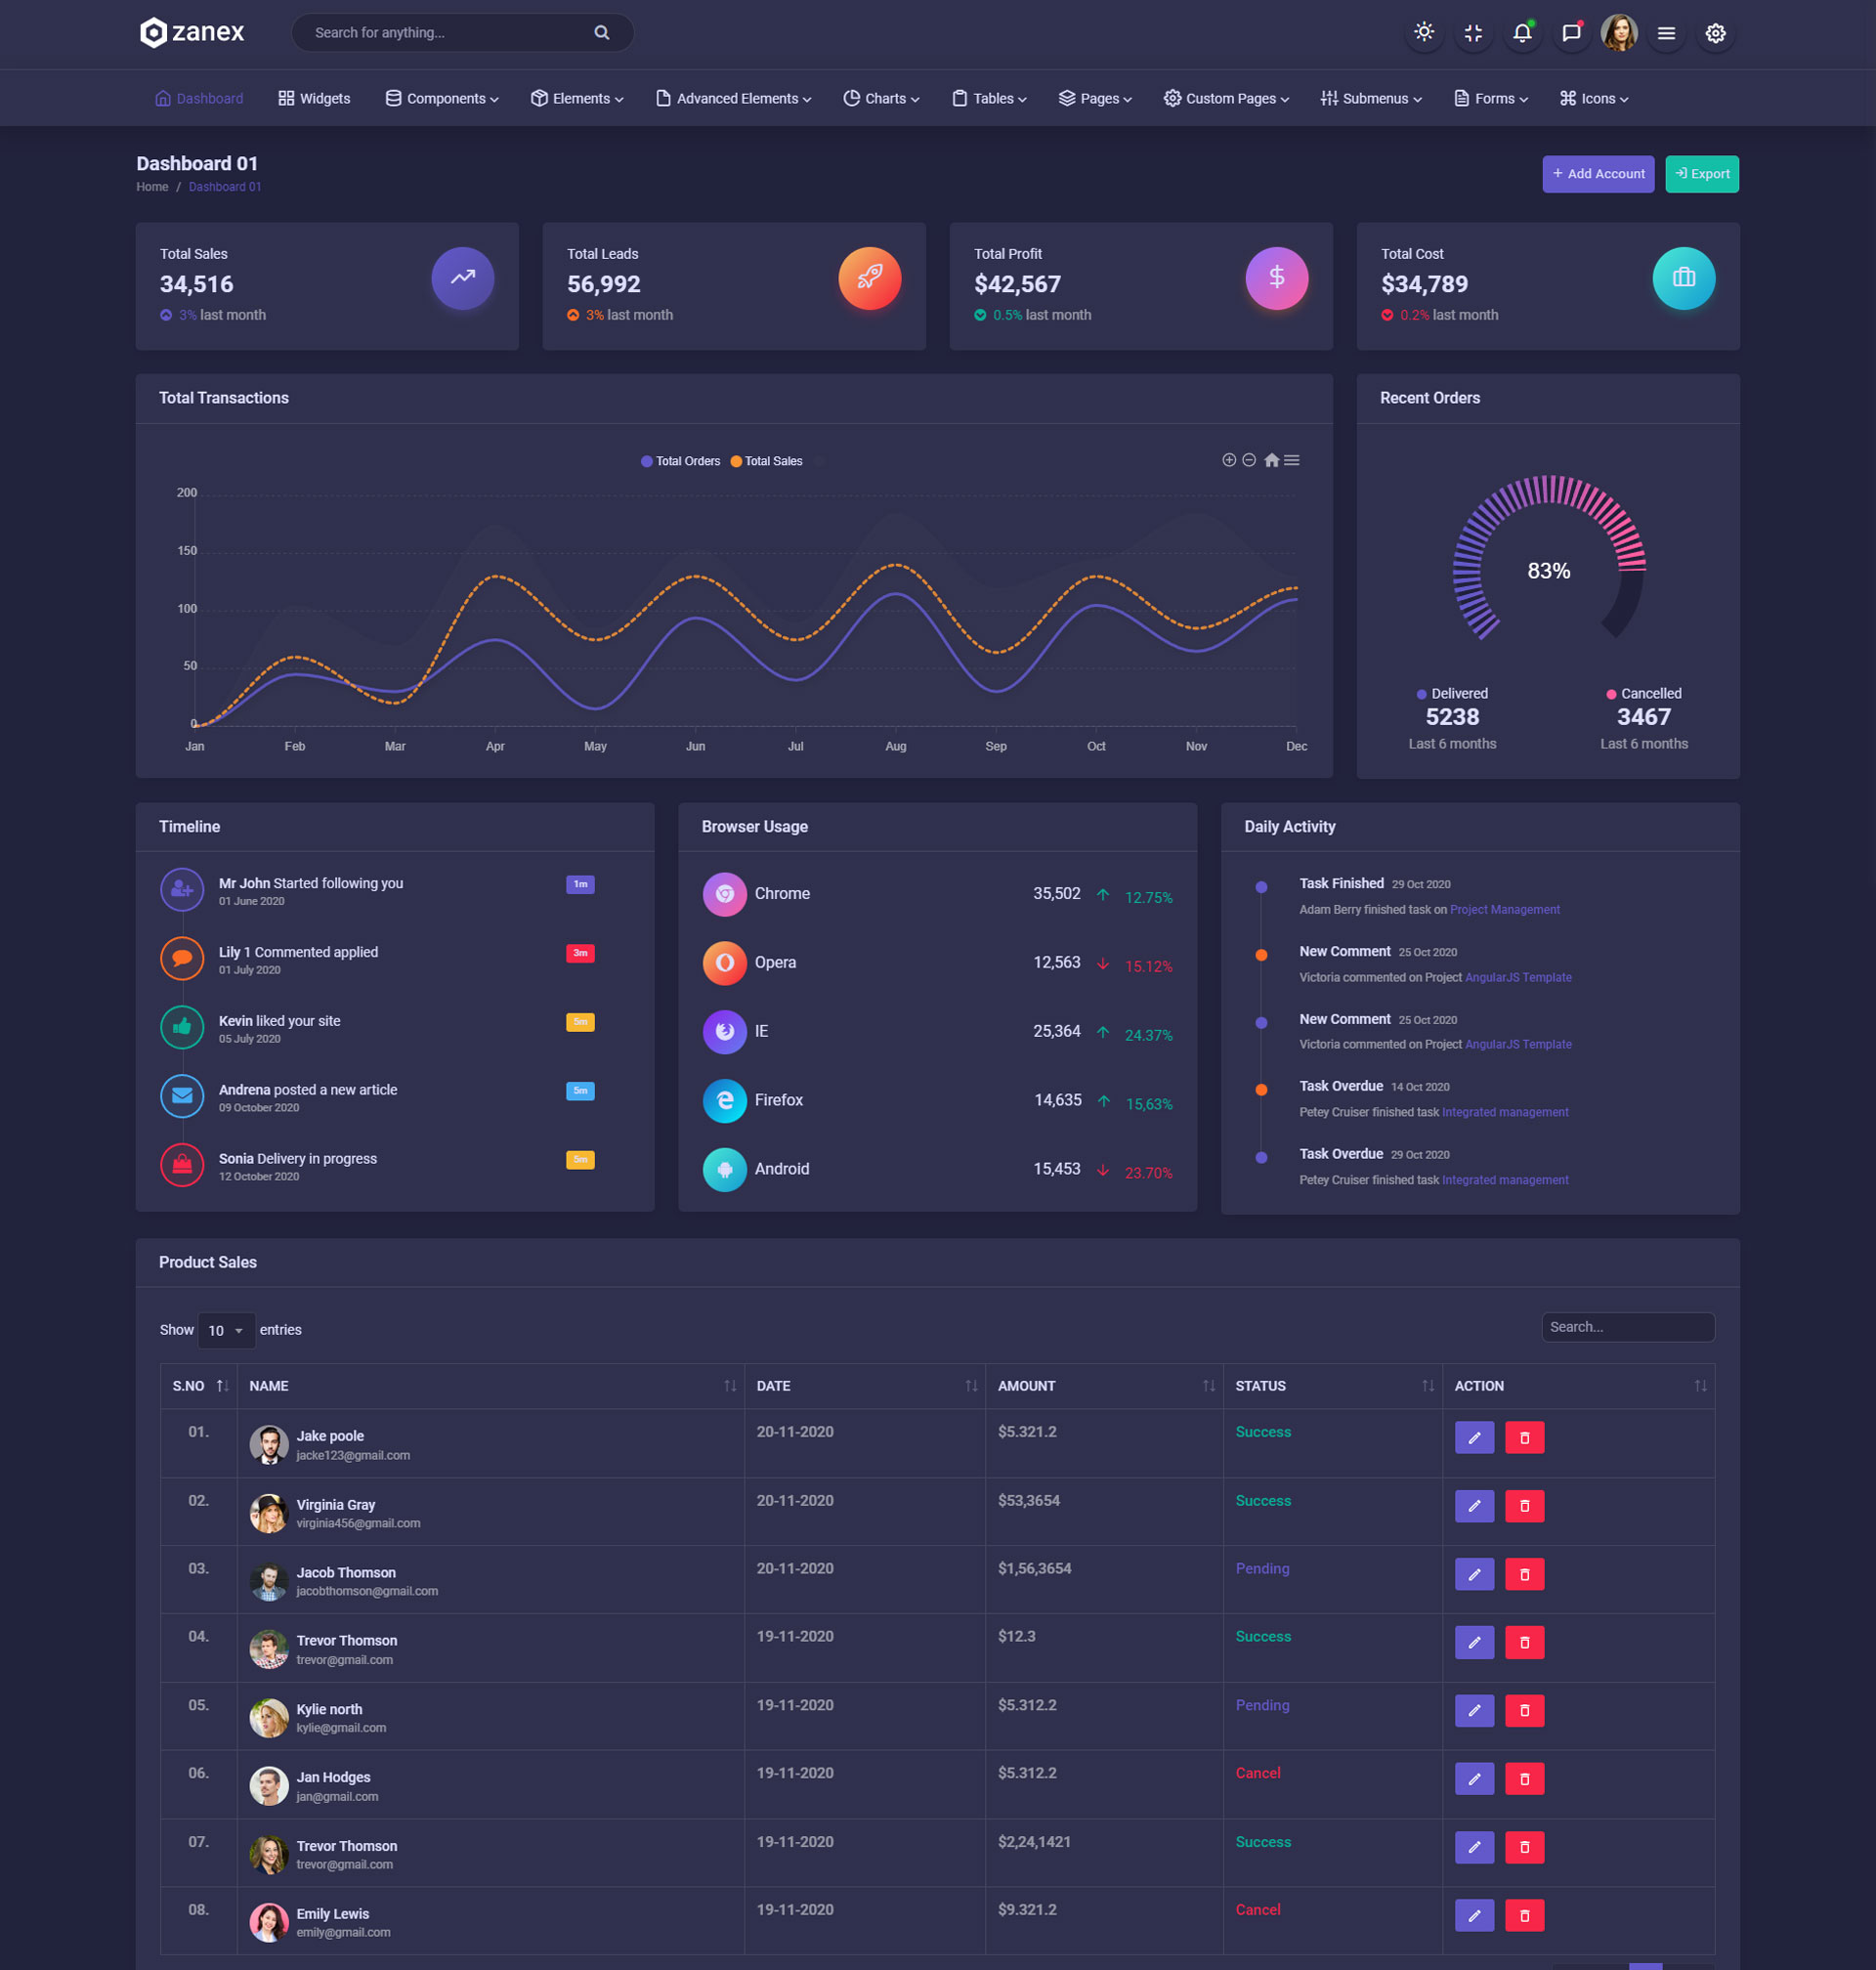 zanex
Search for anything...
Dashboard Widgets Components Elements Advanced Elements Charts Tables Pages Custom Pages Submenus Forms Icons
Dashboard 01
Home / Dashboard 01
+ Add Account Export
Total Sales
34,516
3% last month
Total Leads
56,992
3% last month
Total Profit
$42,567
0.5% last month
Total Cost
$34,789
0.2% last month
Total Transactions
Total Orders Total Sales
200
150
100
50
0
Jan Feb Mar Apr May Jun Jul Aug Sep Oct Nov Dec
Recent Orders
83%
Delivered
5238
Last 6 months
Cancelled
3467
Last 6 months
Timeline
Mr John Started following you 1m
01 June 2020
Lily 1 Commented applied 3m
01 July 2020
Kevin liked your site 5m
05 July 2020
Andrena posted a new article 5m
09 October 2020
Sonia Delivery in progress 5m
12 October 2020
Browser Usage
Chrome 35,502 12.75%
Opera 12,563 15.12%
IE 25,364 24.37%
Firefox 14,635 15,63%
Android 15,453 23.70%
Daily Activity
Task Finished 29 Oct 2020
Adam Berry finished task on Project Management
New Comment 25 Oct 2020
Victoria commented on Project AngularJS Template
New Comment 25 Oct 2020
Victoria commented on Project AngularJS Template
Task Overdue 14 Oct 2020
Petey Cruiser finished task Integrated management
Task Overdue 29 Oct 2020
Petey Cruiser finished task Integrated management
Product Sales
Show 10 entries
Search...
S.NO NAME DATE AMOUNT STATUS ACTION
01. Jake poole 20-11-2020 $5.321.2 Success
jacke123@gmail.com
02. Virginia Gray 20-11-2020 $53,3654 Success
virginia456@gmail.com
03. Jacob Thomson 20-11-2020 $1,56,3654 Pending
jacobthomson@gmail.com
04. Trevor Thomson 19-11-2020 $12.3 Success
trevor@gmail.com
05. Kylie north 19-11-2020 $5.312.2 Pending
kylie@gmail.com
06. Jan Hodges 19-11-2020 $5.312.2 Cancel
jan@gmail.com
07. Trevor Thomson 19-11-2020 $2,24,1421 Success
trevor@gmail.com
08. Emily Lewis 19-11-2020 $9.321.2 Cancel
emily@gmail.com